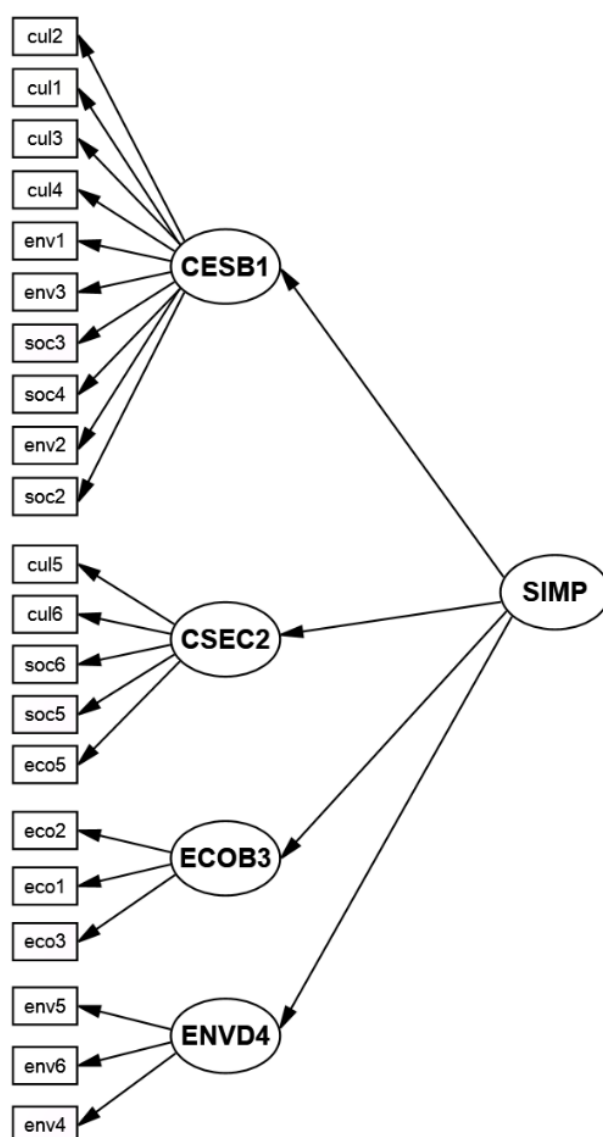 cul2
cul1
cul3
cul4
env1
env3
soc3
soc4
env2
soc2
CESB1
cul5
cul6
soc6
soc5
eco5
CSEC2
SIMP
eco2
eco1
eco3
ECOB3
env5
env6
env4
ENVD4